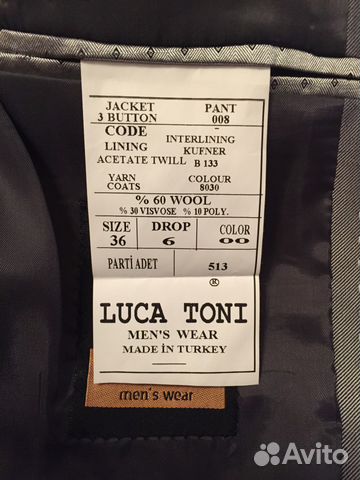 JACKET PANT
3 BUTTON 008
CODE -
LINING INTERLINING
ACETATE TWILL KUFNER
B 133
YARN COLOUR
COATS 8030
% 60 WOOL
% 30 VISVOSE % 10 POLY.
SIZE DROP COLOR
36 6 00
PARTİ ADET 513
®
LUCA TONI
MEN'S WEAR
MADE İN TURKEY
men's wear
Avito